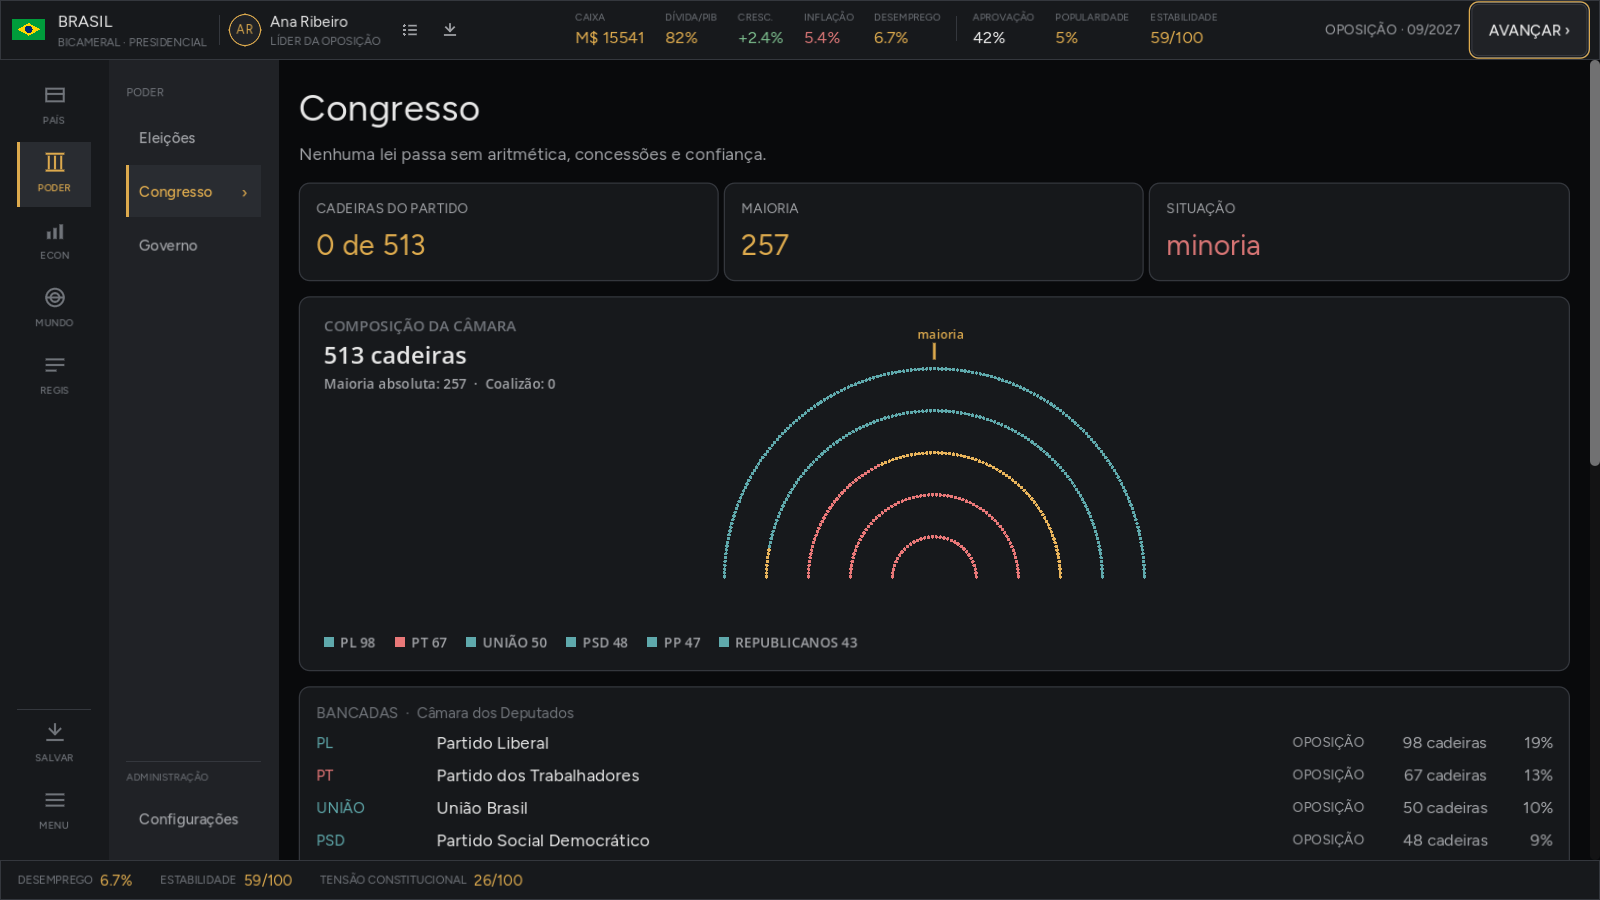 BRASIL
BICAMERAL · PRESIDENCIAL
AR
Ana Ribeiro
LÍDER DA OPOSIÇÃO
CAIXA
M$ 15541
DÍVIDA/PIB
82%
CRESC.
+2.4%
INFLAÇÃO
5.4%
DESEMPREGO
6.7%
APROVAÇÃO
42%
POPULARIDADE
5%
ESTABILIDADE
59/100
OPOSIÇÃO · 09/2027
AVANÇAR ›
PAÍS
PODER
ECON
MUNDO
REGIS
SALVAR
MENU
PODER
Eleições
Congresso ›
Governo
ADMINISTRAÇÃO
Configurações
Congresso
Nenhuma lei passa sem aritmética, concessões e confiança.
CADEIRAS DO PARTIDO
0 de 513
MAIORIA
257
SITUAÇÃO
minoria
COMPOSIÇÃO DA CÂMARA
513 cadeiras
Maioria absoluta: 257 · Coalizão: 0
maioria
PL 98 PT 67 UNIÃO 50 PSD 48 PP 47 REPUBLICANOS 43
BANCADAS · Câmara dos Deputados
PL Partido Liberal OPOSIÇÃO 98 cadeiras 19%
PT Partido dos Trabalhadores OPOSIÇÃO 67 cadeiras 13%
UNIÃO União Brasil OPOSIÇÃO 50 cadeiras 10%
PSD Partido Social Democrático OPOSIÇÃO 48 cadeiras 9%
DESEMPREGO 6.7% ESTABILIDADE 59/100 TENSÃO CONSTITUCIONAL 26/100